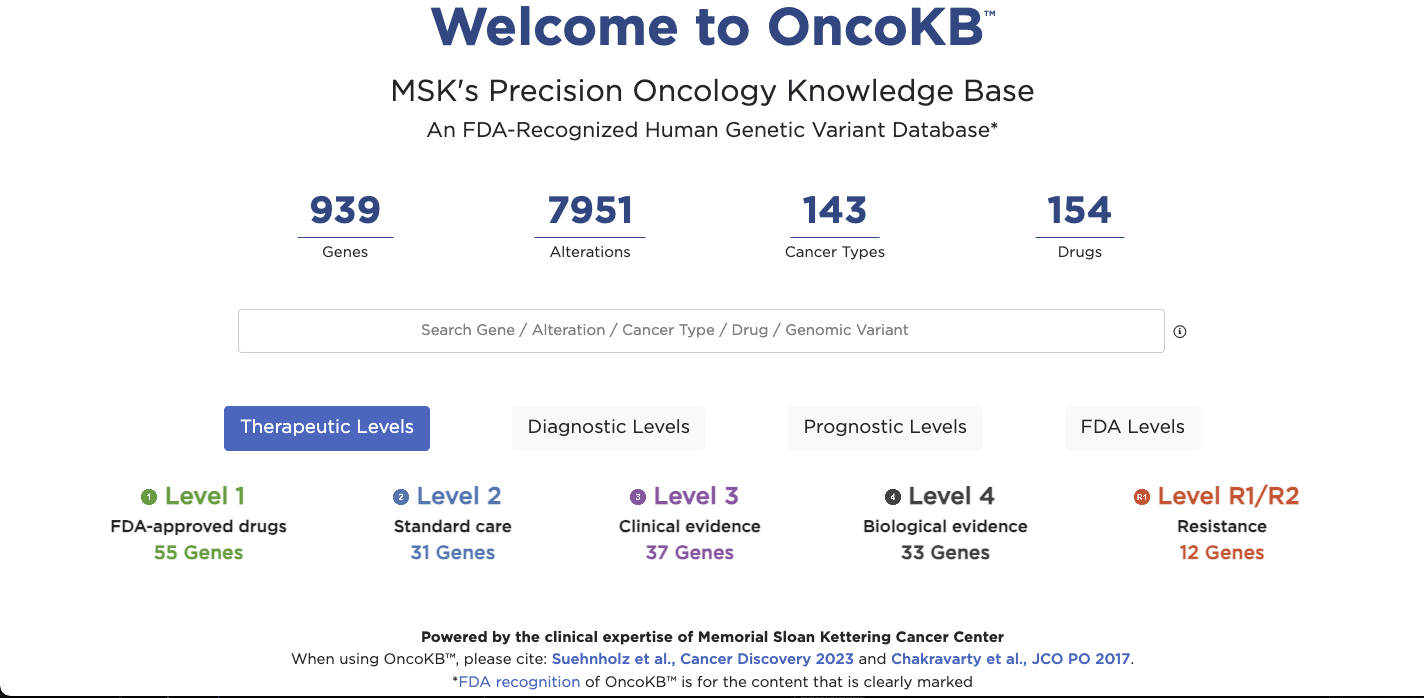 Welcome to OncoKB™
MSK's Precision Oncology Knowledge Base
An FDA-Recognized Human Genetic Variant Database*
939 7951 143 154
Genes Alterations Cancer Types Drugs
Search Gene / Alteration / Cancer Type / Drug / Genomic Variant
Therapeutic Levels Diagnostic Levels Prognostic Levels FDA Levels
1 Level 1 2 Level 2 3 Level 3 4 Level 4 R1 Level R1/R2
FDA-approved drugs Standard care Clinical evidence Biological evidence Resistance
55 Genes 31 Genes 37 Genes 33 Genes 12 Genes
Powered by the clinical expertise of Memorial Sloan Kettering Cancer Center
When using OncoKB™, please cite: Suehnholz et al., Cancer Discovery 2023 and Chakravarty et al., JCO PO 2017.
*FDA recognition of OncoKB™ is for the content that is clearly marked